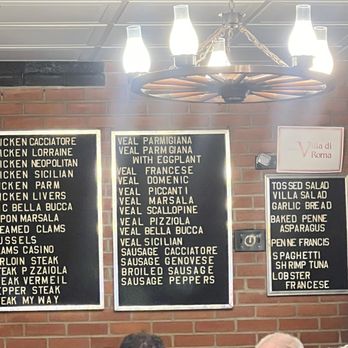 ICKEN CACCIATORE
ICKEN LORRAINE
ICKEN NEOPOLITAN
ICKEN SICILIAN
ICKEN PARM
ICKEN LIVERS
IC BELLA BUCCA
PON MARSALA
EAMED CLAMS
USSELS
AMS CASINO
RLOIN STEAK
EAK PIZZAIOLA
EAK VERMEIL
EPPER STEAK
EAK MY WAY
VEAL PARMIGIANA
VEAL PARMIGIANA
WITH EGGPLANT
VEAL FRANCESE
VEAL DOMENIC
VEAL PICCANTI
VEAL MARSALA
VEAL SCALLOPINE
VEAL PIZZIOLA
VEAL BELLA BUCCA
VEAL SICILIAN
SAUSAGE CACCIATORE
SAUSAGE GENOVESE
BROILED SAUSAGE
SAUSAGE PEPPERS
Villa di
Roma
TOSSED SALAD
VILLA SALAD
GARLIC BREAD
BAKED PENNE
ASPARAGUS
PENNE FRANCIS
SPAGHETTI
SHRIMP TUNA
LOBSTER
FRANCESE